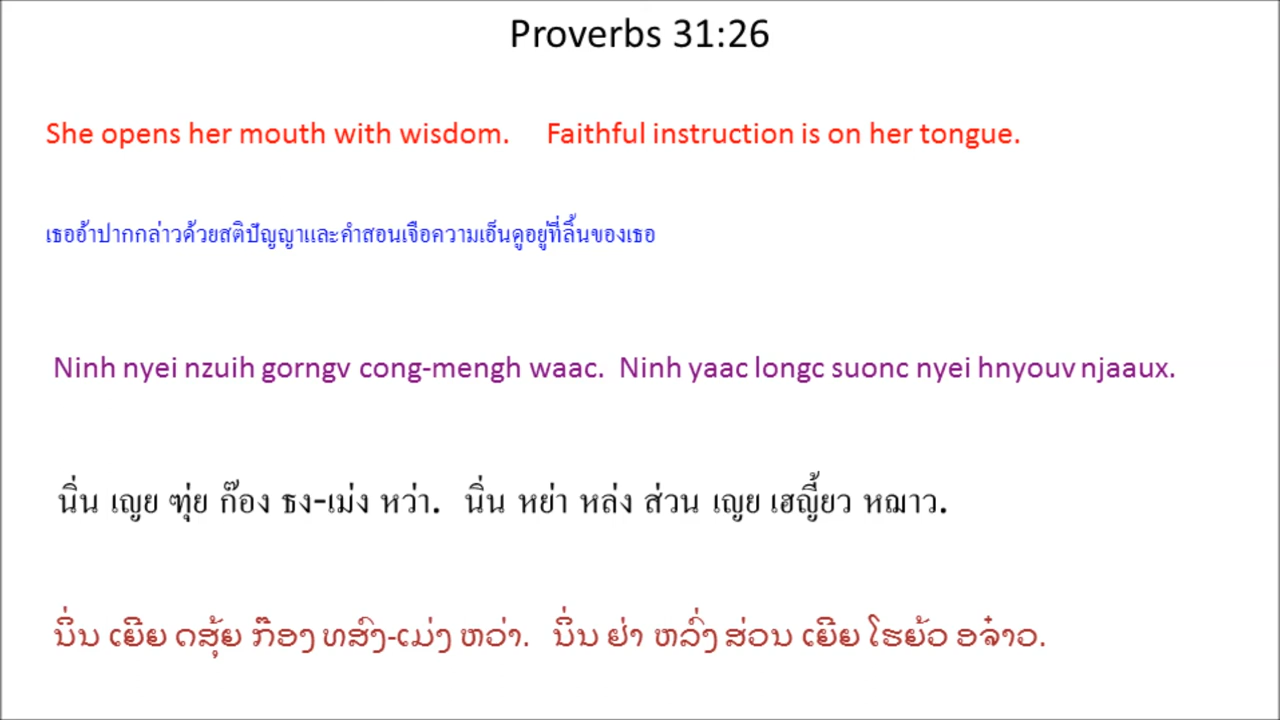 Proverbs 31:26
She opens her mouth with wisdom. Faithful instruction is on her tongue.
เธออ้าปากกล่าวด้วยสติปัญญาและคำสอนเจือความเอ็นดูอยู่ที่ลิ้นของเธอ
Ninh nyei nzuih gorngv cong-mengh waac. Ninh yaac longc suonc nyei hnyouv njaaux.
นิ่น เญย ฑุ่ย ก๊อง ธง-เม่ง หว่า. นิ่น หย่า หล่ง ส่วน เญย เฮญี้ยว หฌาว.
ນິ່ນ ເຍີຍ ດສຸ້ຍ ກ໊ອງ ທສົງ-ເມ່ງ ຫວ່າ. ນິ່ນ ຢ່າ ຫລົ່ງ ສ່ວນ ເຍີຍ ໂຮຍ້ວ ອຈ໋າວ.